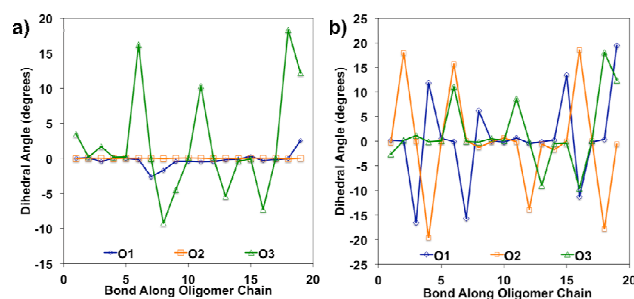 a)
Dihedral Angle (degrees)
20
15
10
5
0
-5
-10
-15
0 5 10 15 20
O1 O2 O3
Bond Along Oligomer Chain
b)
Dihedral Angle (degrees)
25
20
15
10
5
0
-5
-10
-15
-20
-25
0 5 10 15 20
O1 O2 O3
Bond Along Oligomer Chain